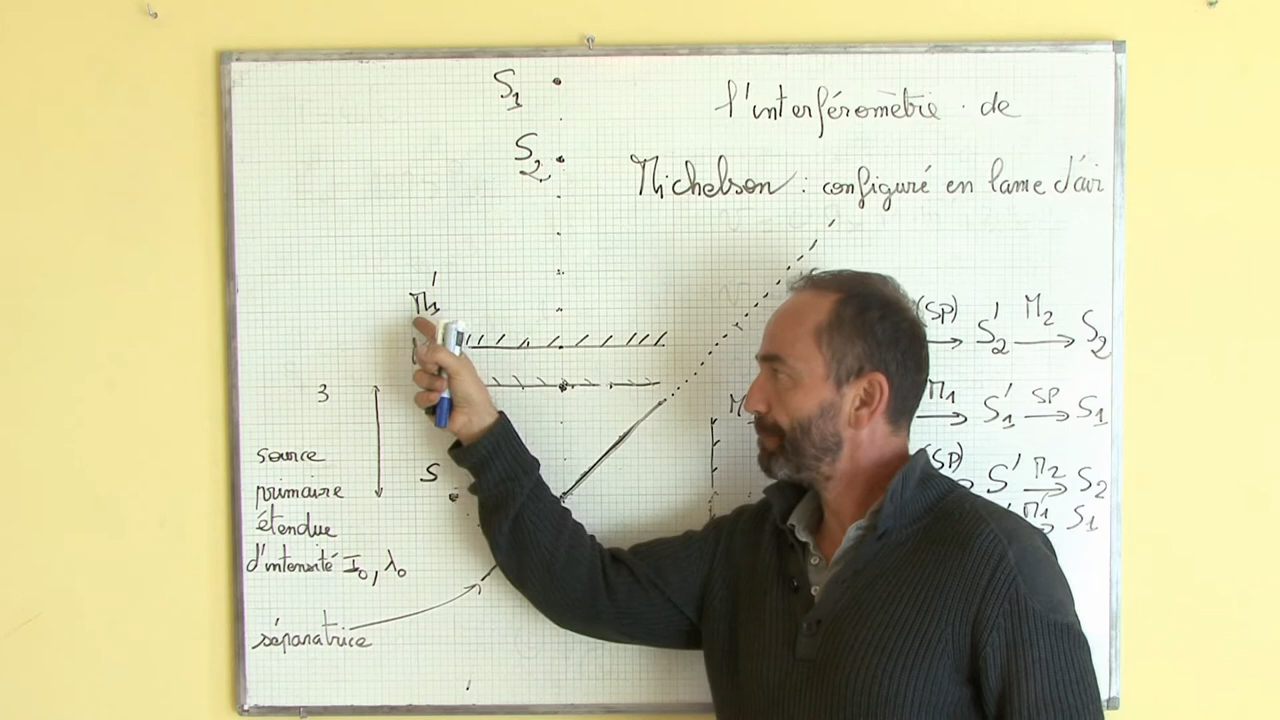 S₁
l'interféromètrie de
S₂
Michelson : configuré en lame d'air
M₁'
(SP) S₂' M₂ S₂
3
M₁ S₁' SP S₁
source
primaire
étendue
d'intensité I₀, λ₀
S
(SP) S' M₂ S₂
M₁' S₁
séparatrice